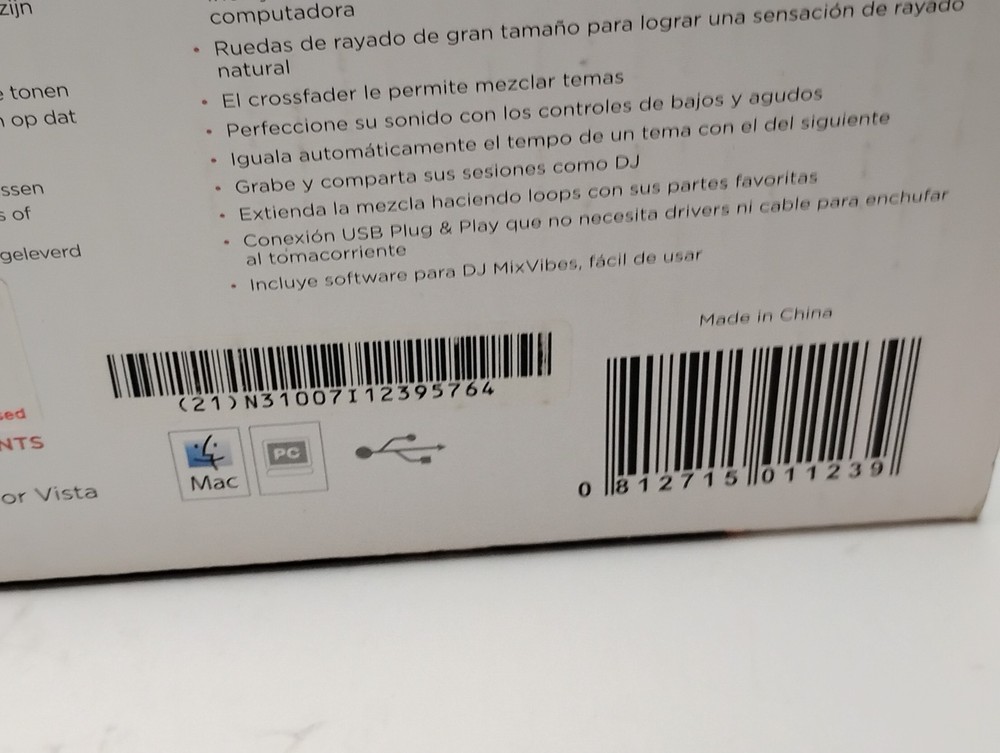 zijn
e tonen
n op dat
ssen
s of
geleverd
sed
NTS
or Vista
computadora
• Ruedas de rayado de gran tamaño para lograr una sensación de rayado
natural
• El crossfader le permite mezclar temas
• Perfeccione su sonido con los controles de bajos y agudos
• Iguala automáticamente el tempo de un tema con el del siguiente
• Grabe y comparta sus sesiones como DJ
• Extienda la mezcla haciendo loops con sus partes favoritas
• Conexión USB Plug & Play que no necesita drivers ni cable para enchufar
al tomacorriente
• Incluye software para DJ MixVibes, fácil de usar
Made in China
(21)N31007I12395764
Mac
PC
0 812715 011239